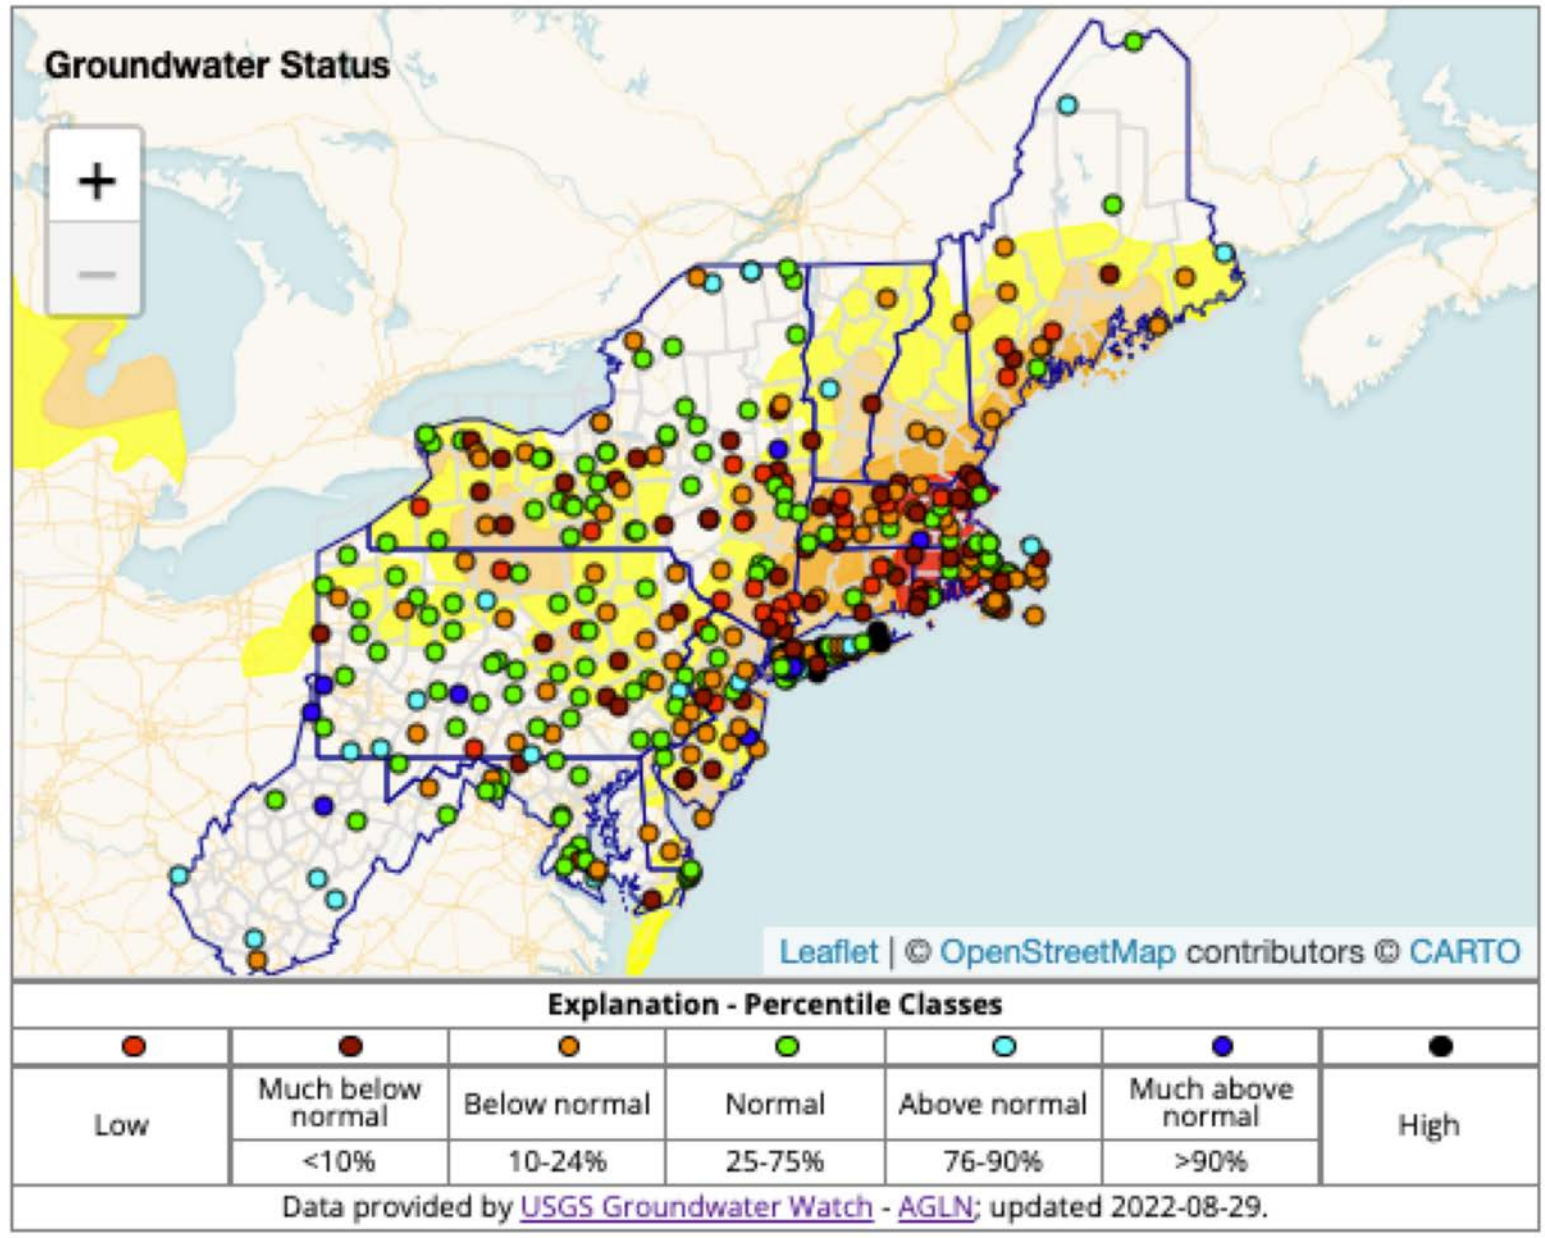 Groundwater Status
+
−
Leaflet | © OpenStreetMap contributors © CARTO
Explanation - Percentile Classes
Low
Much below
normal
<10%
Below normal
10-24%
Normal
25-75%
Above normal
76-90%
Much above
normal
>90%
High
Data provided by USGS Groundwater Watch - AGLN; updated 2022-08-29.